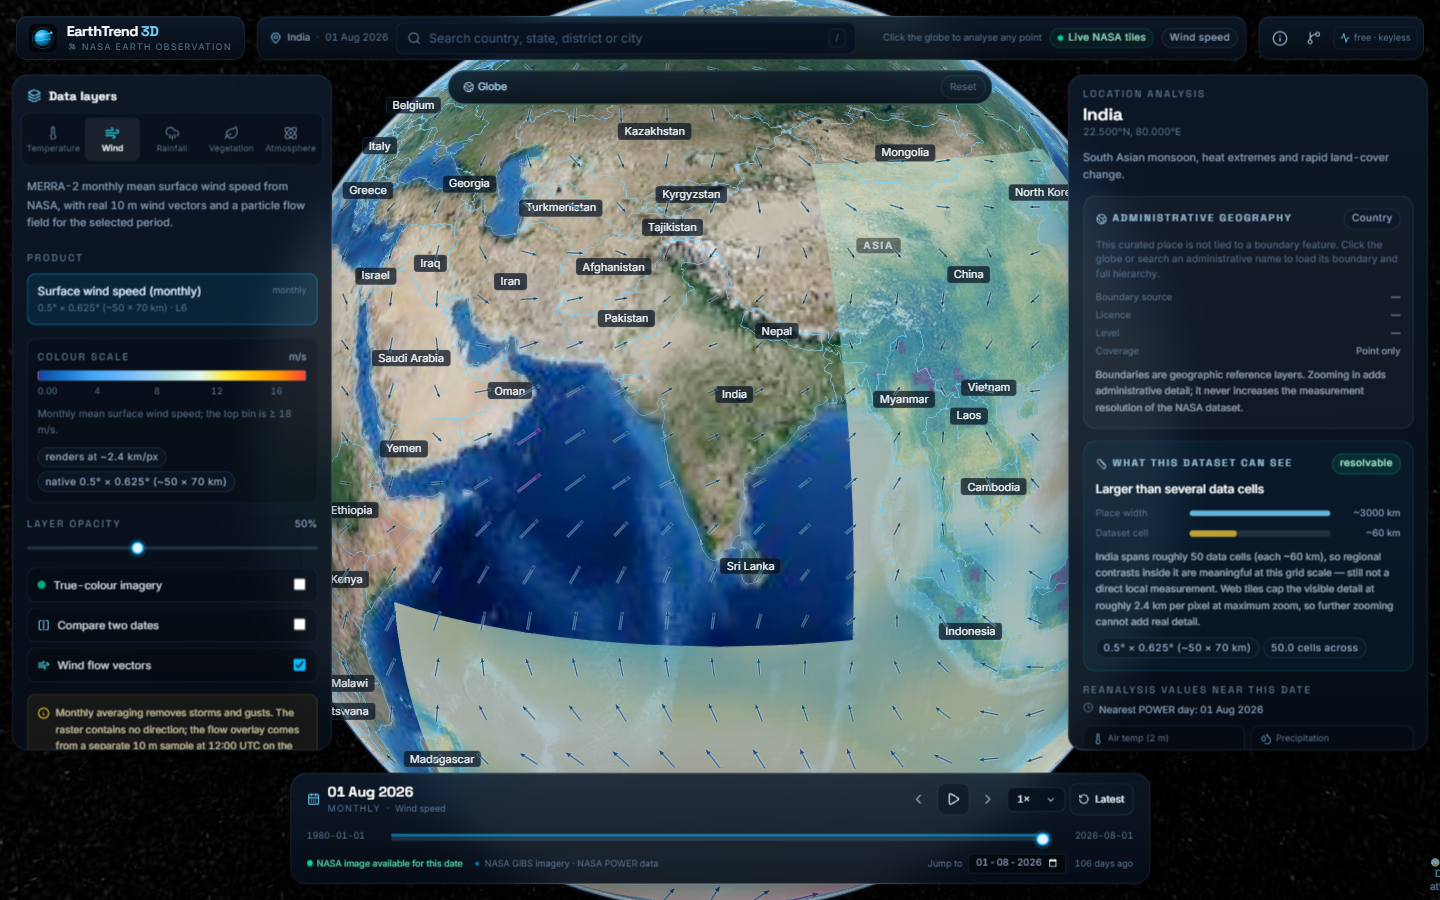 EarthTrend 3D
NASA EARTH OBSERVATION
India · 01 Aug 2026
Search country, state, district or city
/
Click the globe to analyse any point
Live NASA tiles
Wind speed
free · keyless
Data layers
Temperature
Wind
Rainfall
Vegetation
Atmosphere
MERRA-2 monthly mean surface wind speed from
NASA, with real 10 m wind vectors and a particle flow
field for the selected period.
PRODUCT
Surface wind speed (monthly)
monthly
0.5° × 0.625° (~50 × 70 km) · L6
COLOUR SCALE
m/s
0.00 4 8 12 16
Monthly mean surface wind speed; the top bin is ≥ 18
m/s.
renders at ~2.4 km/px
native 0.5° × 0.625° (~50 × 70 km)
LAYER OPACITY
50%
True-colour imagery
Compare two dates
Wind flow vectors
Monthly averaging removes storms and gusts. The
raster contains no direction; the flow overlay comes
from a separate 10 m sample at 12:00 UTC on the
Globe
Reset
Belgium
Kazakhstan
Italy
Mongolia
Georgia
Greece
Kyrgyzstan
North Kore
Turkmenistan
Tajikistan
ASIA
Iraq
Afghanistan
Israel
Iran
China
Pakistan
Nepal
Saudi Arabia
Oman
India
Vietnam
Myanmar
Laos
Yemen
Cambodia
Ethiopia
Sri Lanka
Kenya
Indonesia
Malawi
tswana
Madagascar
LOCATION ANALYSIS
India
22.500°N, 80.000°E
South Asian monsoon, heat extremes and rapid land-cover
change.
ADMINISTRATIVE GEOGRAPHY
Country
This curated place is not tied to a boundary feature. Click the
globe or search an administrative name to load its boundary and
full hierarchy.
Boundary source —
Licence —
Level —
Coverage Point only
Boundaries are geographic reference layers. Zooming in adds
administrative detail; it never increases the measurement
resolution of the NASA dataset.
WHAT THIS DATASET CAN SEE
resolvable
Larger than several data cells
Place width ~3000 km
Dataset cell ~60 km
India spans roughly 50 data cells (each ~60 km), so regional
contrasts inside it are meaningful at this grid scale — still not a
direct local measurement. Web tiles cap the visible detail at
roughly 2.4 km per pixel at maximum zoom, so further zooming
cannot add real detail.
0.5° × 0.625° (~50 × 70 km)
50.0 cells across
REANALYSIS VALUES NEAR THIS DATE
Nearest POWER day: 01 Aug 2026
Air temp (2 m)
Precipitation
01 Aug 2026
MONTHLY · Wind speed
1×
Latest
1980-01-01
2026-08-01
NASA image available for this date
NASA GIBS imagery · NASA POWER data
Jump to
01-08-2026
106 days ago